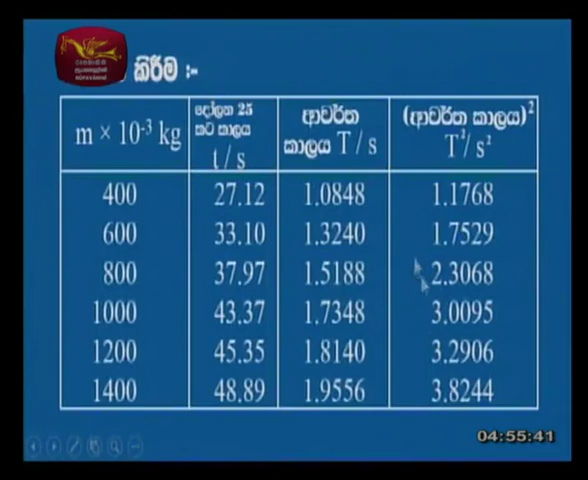 කිරීම :-
m × 10⁻³ kg
දෝලන 25
කට කාලය
t / s
ආවර්ත
කාලය T / s
(ආවර්ත කාලය)²
T²/ s²
400 27.12 1.0848 1.1768
600 33.10 1.3240 1.7529
800 37.97 1.5188 2.3068
1000 43.37 1.7348 3.0095
1200 45.35 1.8140 3.2906
1400 48.89 1.9556 3.8244
04:55:41